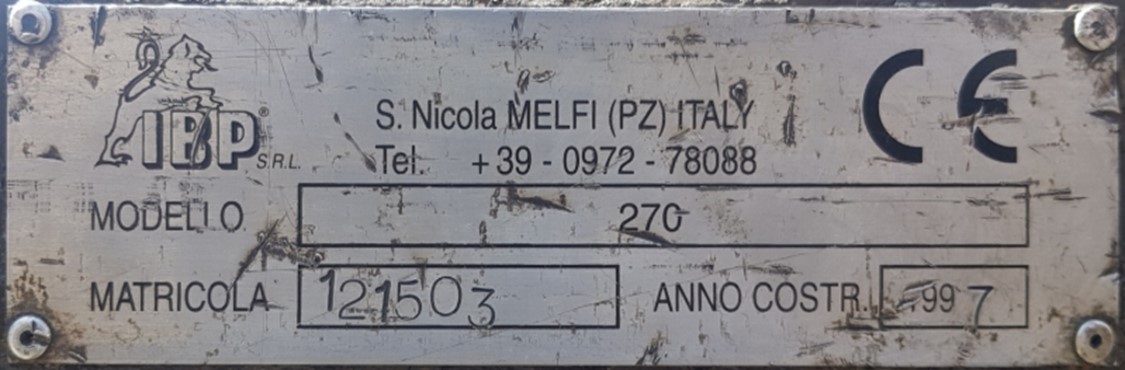 IBP® S.R.L.
S. Nicola MELFI (PZ) ITALY
Tel. +39 - 0972 - 78088
CE
MODELLO 270
MATRICOLA 121503 ANNO COSTR. 1997